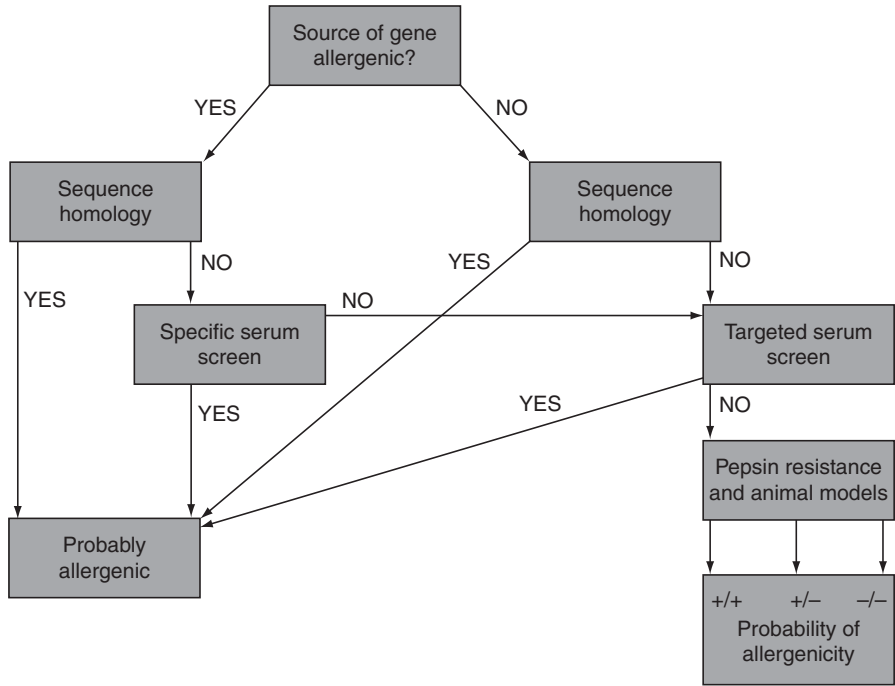 Source of gene
allergenic?
YES
NO
Sequence
homology
Sequence
homology
NO
YES
NO
YES
NO
Specific serum
screen
Targeted serum
screen
YES
YES
NO
Pepsin resistance
and animal models
Probably
allergenic
+/+ +/– –/–
Probability of
allergenicity